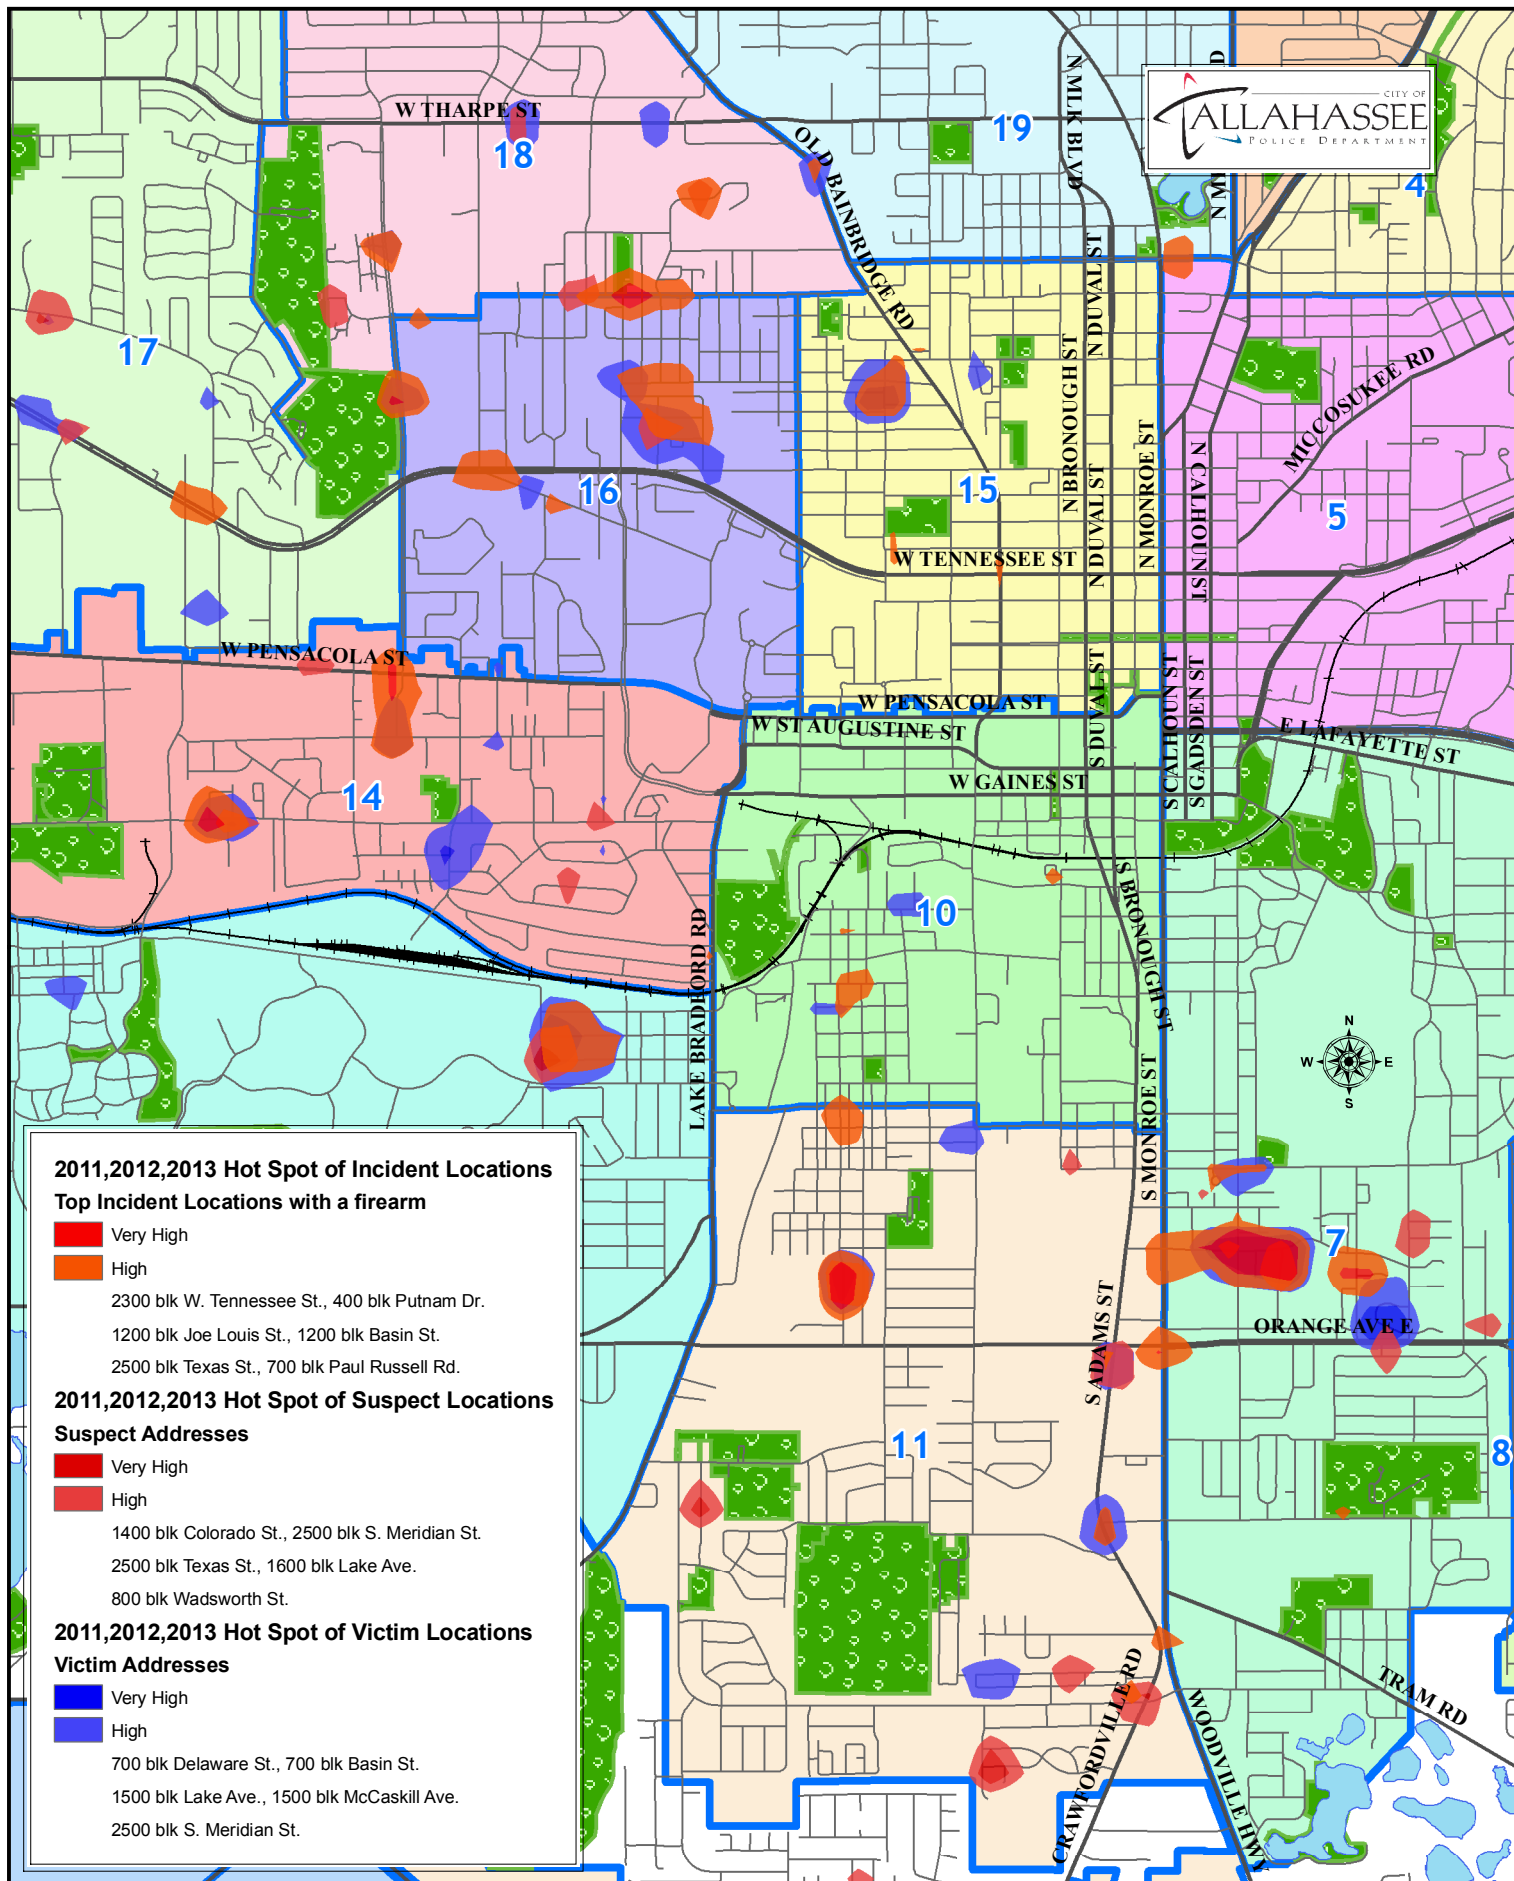 W THARPE ST
18
OLD BAINBRIDGE RD
19
N MLK BLVD
CITY OF
TALLAHASSEE
POLICE DEPARTMENT
4
17
N DUVAL ST
N BRONOUGH ST
MICCOSUKEE RD
N MONROE ST
N CALHOUN ST
16
15
N DUVAL ST
5
W TENNESSEE ST
W PENSACOLA ST
W PENSACOLA ST
W ST AUGUSTINE ST
S DUVAL ST
S CALHOUN ST
S GADSDEN ST
E LAFAYETTE ST
W GAINES ST
14
10
S BRONOUGH ST
LAKE BRADFORD RD
N
W E
S
S MONROE ST
7
S ADAMS ST
ORANGE AVE E
11
8
CRAWFORDVILLE RD
WOODVILLE HWY
TRAM RD
2011,2012,2013 Hot Spot of Incident Locations
Top Incident Locations with a firearm
Very High
High
2300 blk W. Tennessee St., 400 blk Putnam Dr.
1200 blk Joe Louis St., 1200 blk Basin St.
2500 blk Texas St., 700 blk Paul Russell Rd.
2011,2012,2013 Hot Spot of Suspect Locations
Suspect Addresses
Very High
High
1400 blk Colorado St., 2500 blk S. Meridian St.
2500 blk Texas St., 1600 blk Lake Ave.
800 blk Wadsworth St.
2011,2012,2013 Hot Spot of Victim Locations
Victim Addresses
Very High
High
700 blk Delaware St., 700 blk Basin St.
1500 blk Lake Ave., 1500 blk McCaskill Ave.
2500 blk S. Meridian St.